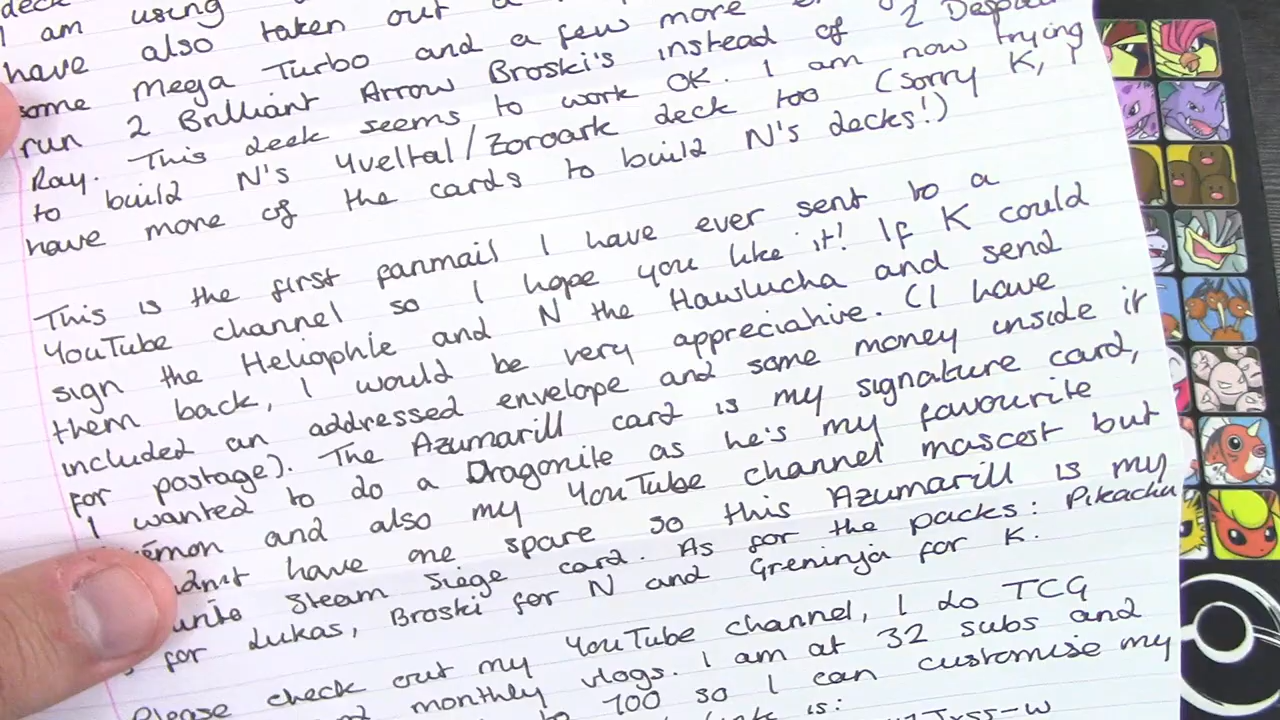 deck
I am using
have also taken out a
some Mega Turbo and a few more
run 2 Brilliant Arrow Broski's instead of 2
Ray. This deck seems to work OK. I am now trying
to build N's Yveltal/Zoroark deck too (sorry K, I
have more of the cards to build N's decks!)
This is the first fanmail I have ever sent to a
YouTube channel so I hope you like it! If K could
sign the Heliophie and N the Hawlucha and send
them back, I would be very appreciative. (I have
included an addressed envelope and some money inside it
for postage). The Azumarill card is my signature card,
I wanted to do a Dragonite as he's my favourite
émon and also my YouTube channel mascot but
have one spare so this Azumarill is my
Steam Siege card. As for the packs: Pikachu
for Lukas, Broski for N and Greninja for K.
Please check out my YouTube channel, I do TCG
monthly vlogs. I am at 32 subs and
100 so I can customise my
is: